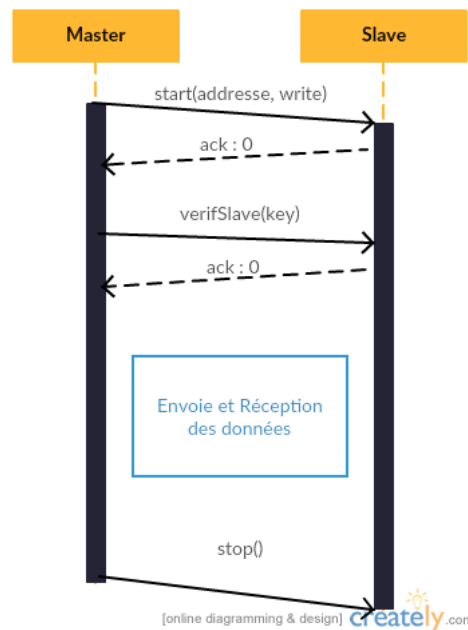 Master
Slave
start(addresse, write)
ack : 0
verifSlave(key)
ack : 0
Envoie et Réception
des données
stop()
[online diagramming & design] creately.com